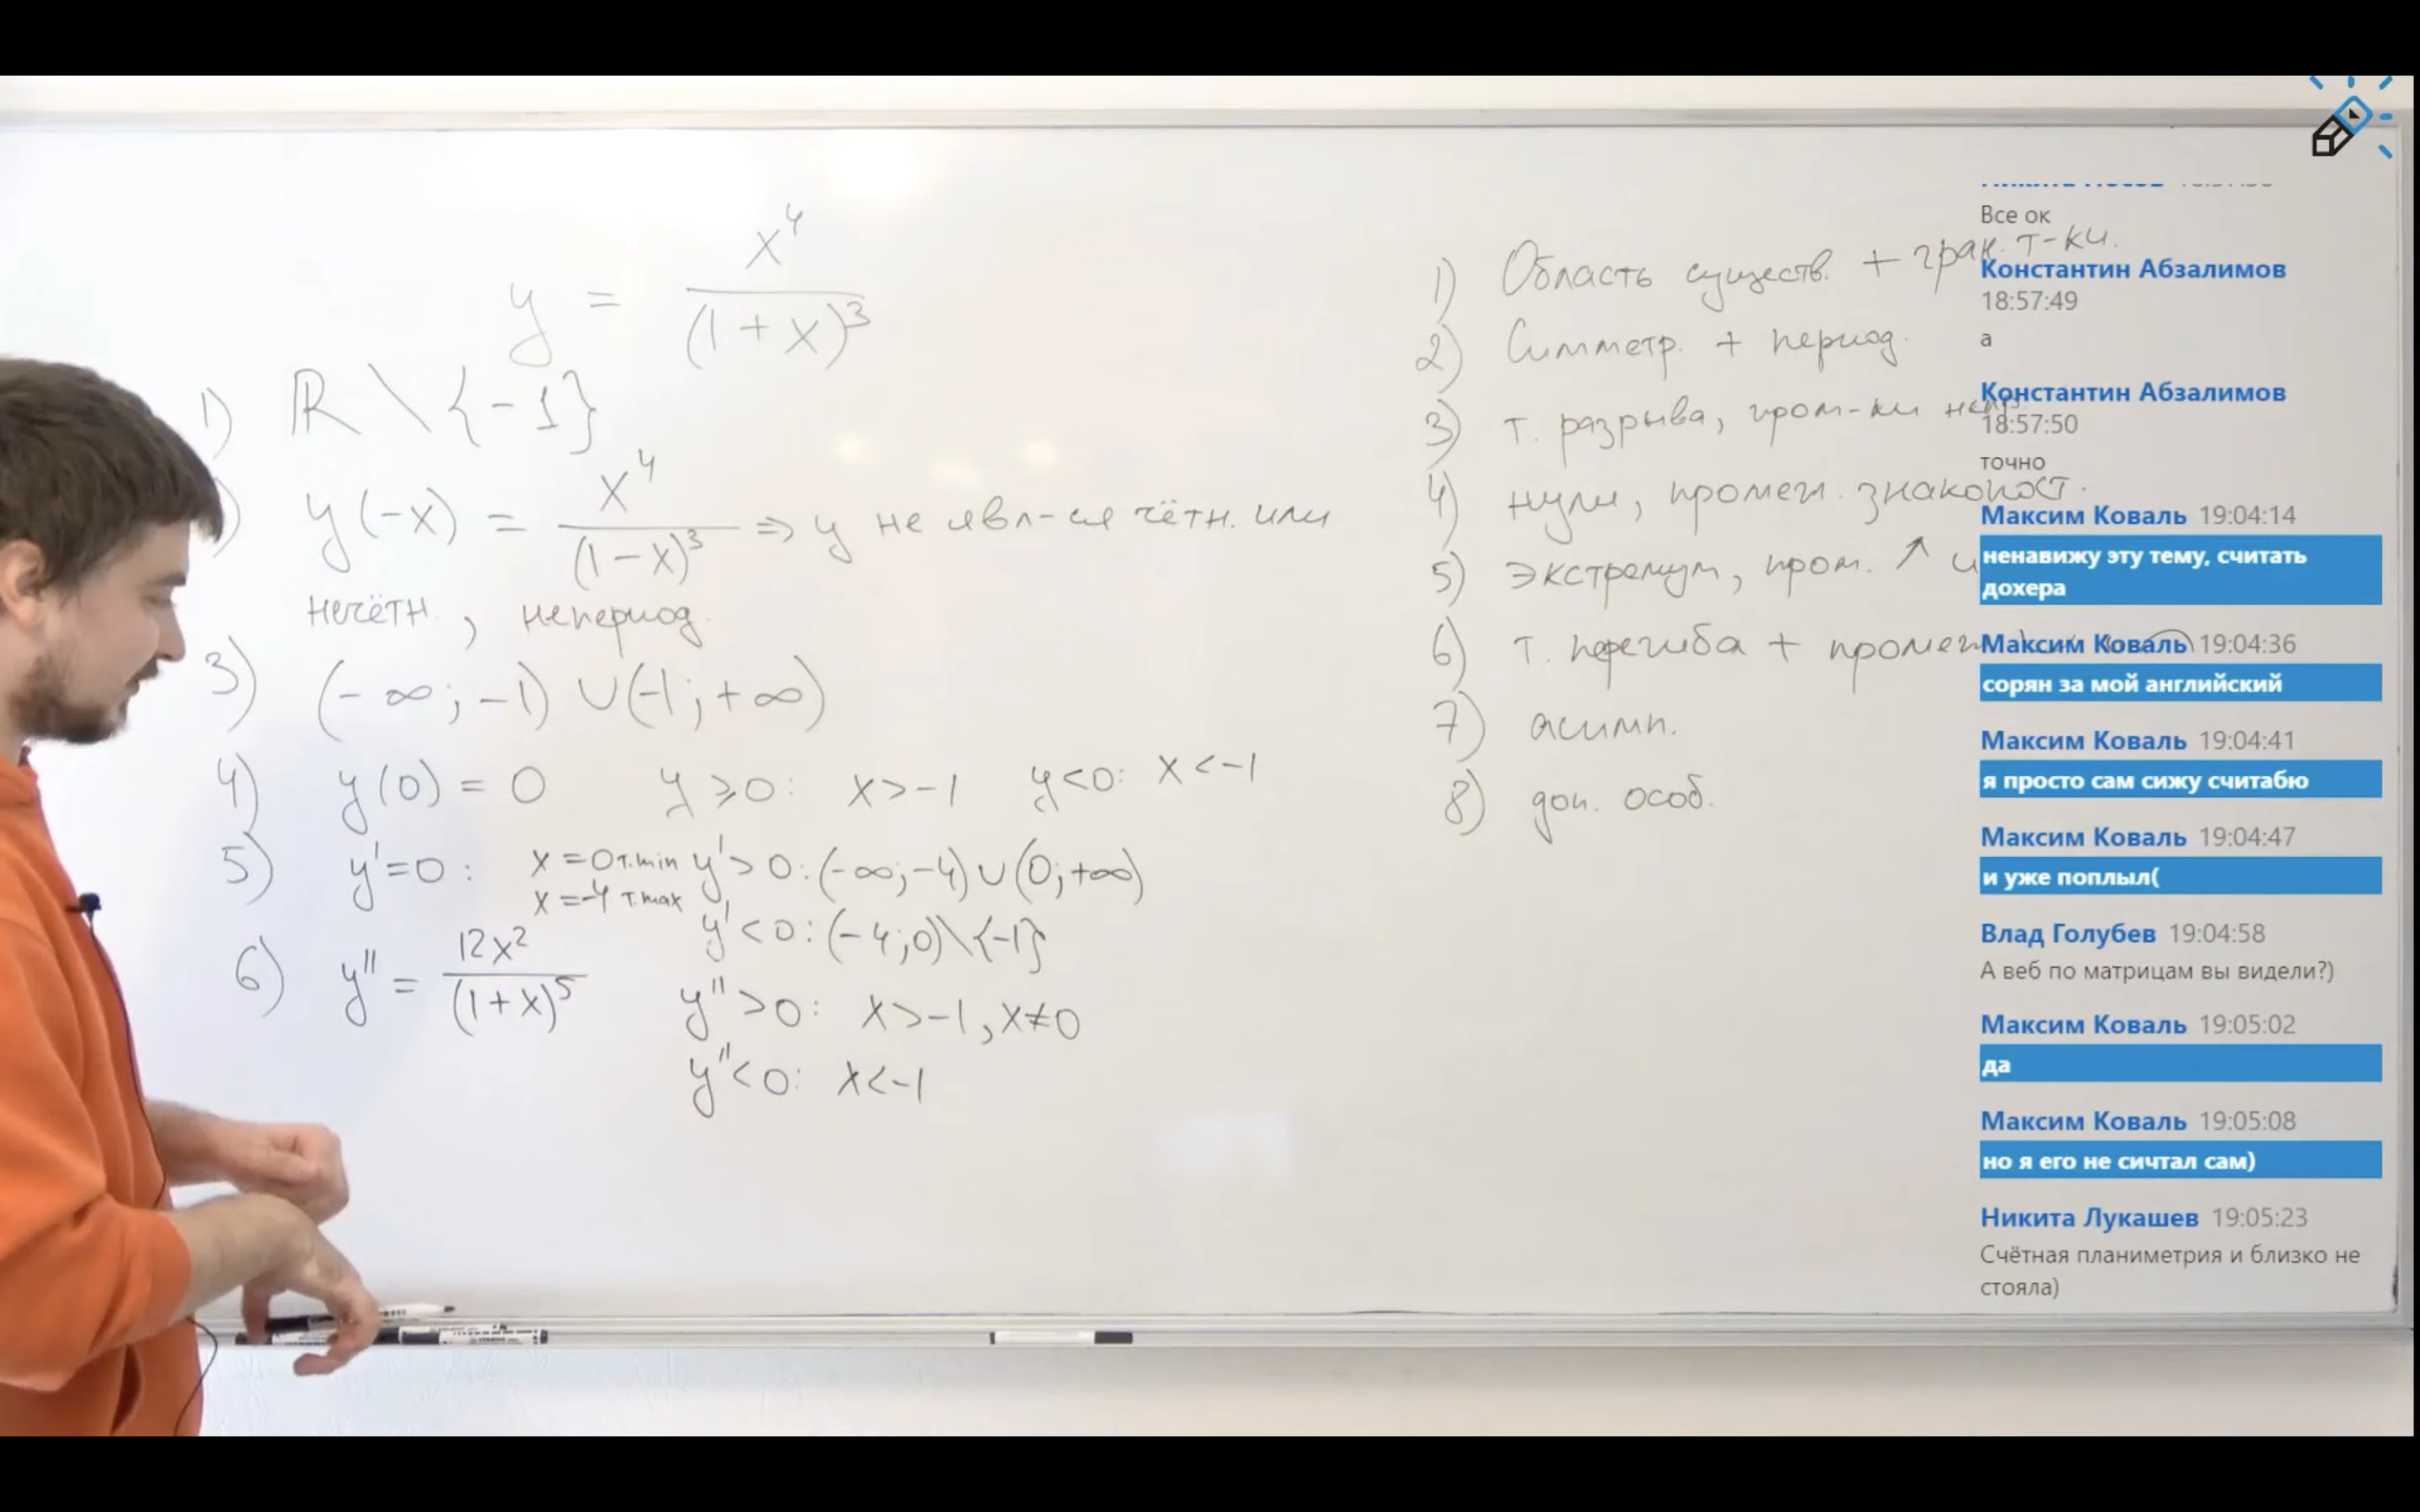 y = x⁴ / (1 + x)³
1) ℝ \ {-1}
) y(-x) = x⁴ / (1 - x)³ ⇒ y не явл-ся чётн. или
нечётн., непериод.
3) (-∞; -1) ∪ (-1; +∞)
4) y(0) = 0 y ⩾ 0: x > -1 y < 0: x < -1
5) y' = 0: x = 0 т.min y' > 0: (-∞; -4) ∪ (0; +∞)
x = -4 т.max y' < 0: (-4; 0) \ {-1}
6) y'' = 12x² / (1 + x)⁵ y'' > 0: x > -1, x ≠ 0
y'' < 0: x < -1
1) Область существ. + гран. т-ки.
2) Симметр. + период.
3) т. разрыва, пром-ки непр.
4) нули, промеж. знакопост.
5) экстремум, пром. ↗ и
6) т. перегиба + промеж
7) асимп.
8) доп. особ.
Все ок
Константин Абзалимов
18:57:49
а
Константин Абзалимов
18:57:50
точно
Максим Коваль 19:04:14
ненавижу эту тему, считать
дохера
Максим Коваль 19:04:36
сорян за мой английский
Максим Коваль 19:04:41
я просто сам сижу считабю
Максим Коваль 19:04:47
и уже поплыл(
Влад Голубев 19:04:58
А веб по матрицам вы видели?)
Максим Коваль 19:05:02
да
Максим Коваль 19:05:08
но я его не сичтал сам)
Никита Лукашев 19:05:23
Счётная планиметрия и близко не
стояла)